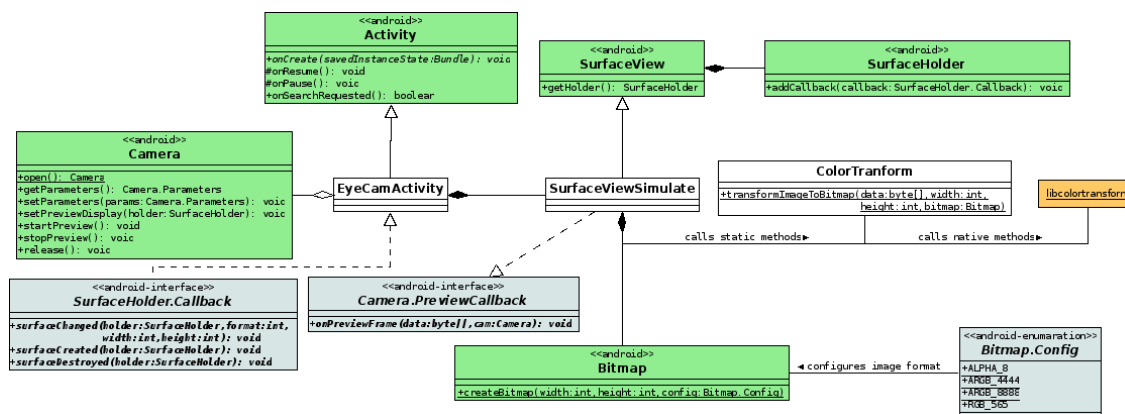 <<android>>
Activity
+onCreate(savedInstanceState:Bundle): void
#onResume(): void
#onPause(): void
+onSearchRequested(): boolear
<<android>>
SurfaceView
+getHolder(): SurfaceHolder
<<android>>
SurfaceHolder
+addCallback(callback:SurfaceHolder.Callback): voic
<<android>>
Camera
+open(): Camera
+getParameters(): Camera.Parameters
+setParameters(params:Camera.Parameters): voic
+setPreviewDisplay(holder:SurfaceHolder): voic
+startPreview(): void
+stopPreview(): voic
+release(): voic
EyeCamActivity
SurfaceViewSimulate
ColorTranform
+transformImageToBitmap(data:byte[],width:int,
height:int,bitmap:Bitmap)
libcolortransform
calls static methods▶
calls native methods▶
<<android-interface>>
SurfaceHolder.Callback
+surfaceChanged(holder:SurfaceHolder,format:int,
width:int,height:int): void
+surfaceCreated(holder:SurfaceHolder): void
+surfaceDestroyed(holder:SurfaceHolder): void
<<android-interface>>
Camera.PreviewCallback
+onPreviewFrame(data:byte[],cam:Camera): void
<<android>>
Bitmap
+createBitmap(width:int,height:int,config:Bitmap.Config)
◀configures image format
<<android-enumaration>>
Bitmap.Config
+ALPHA_8
+ARGB_4444
+ARGB_8888
+RGB_565